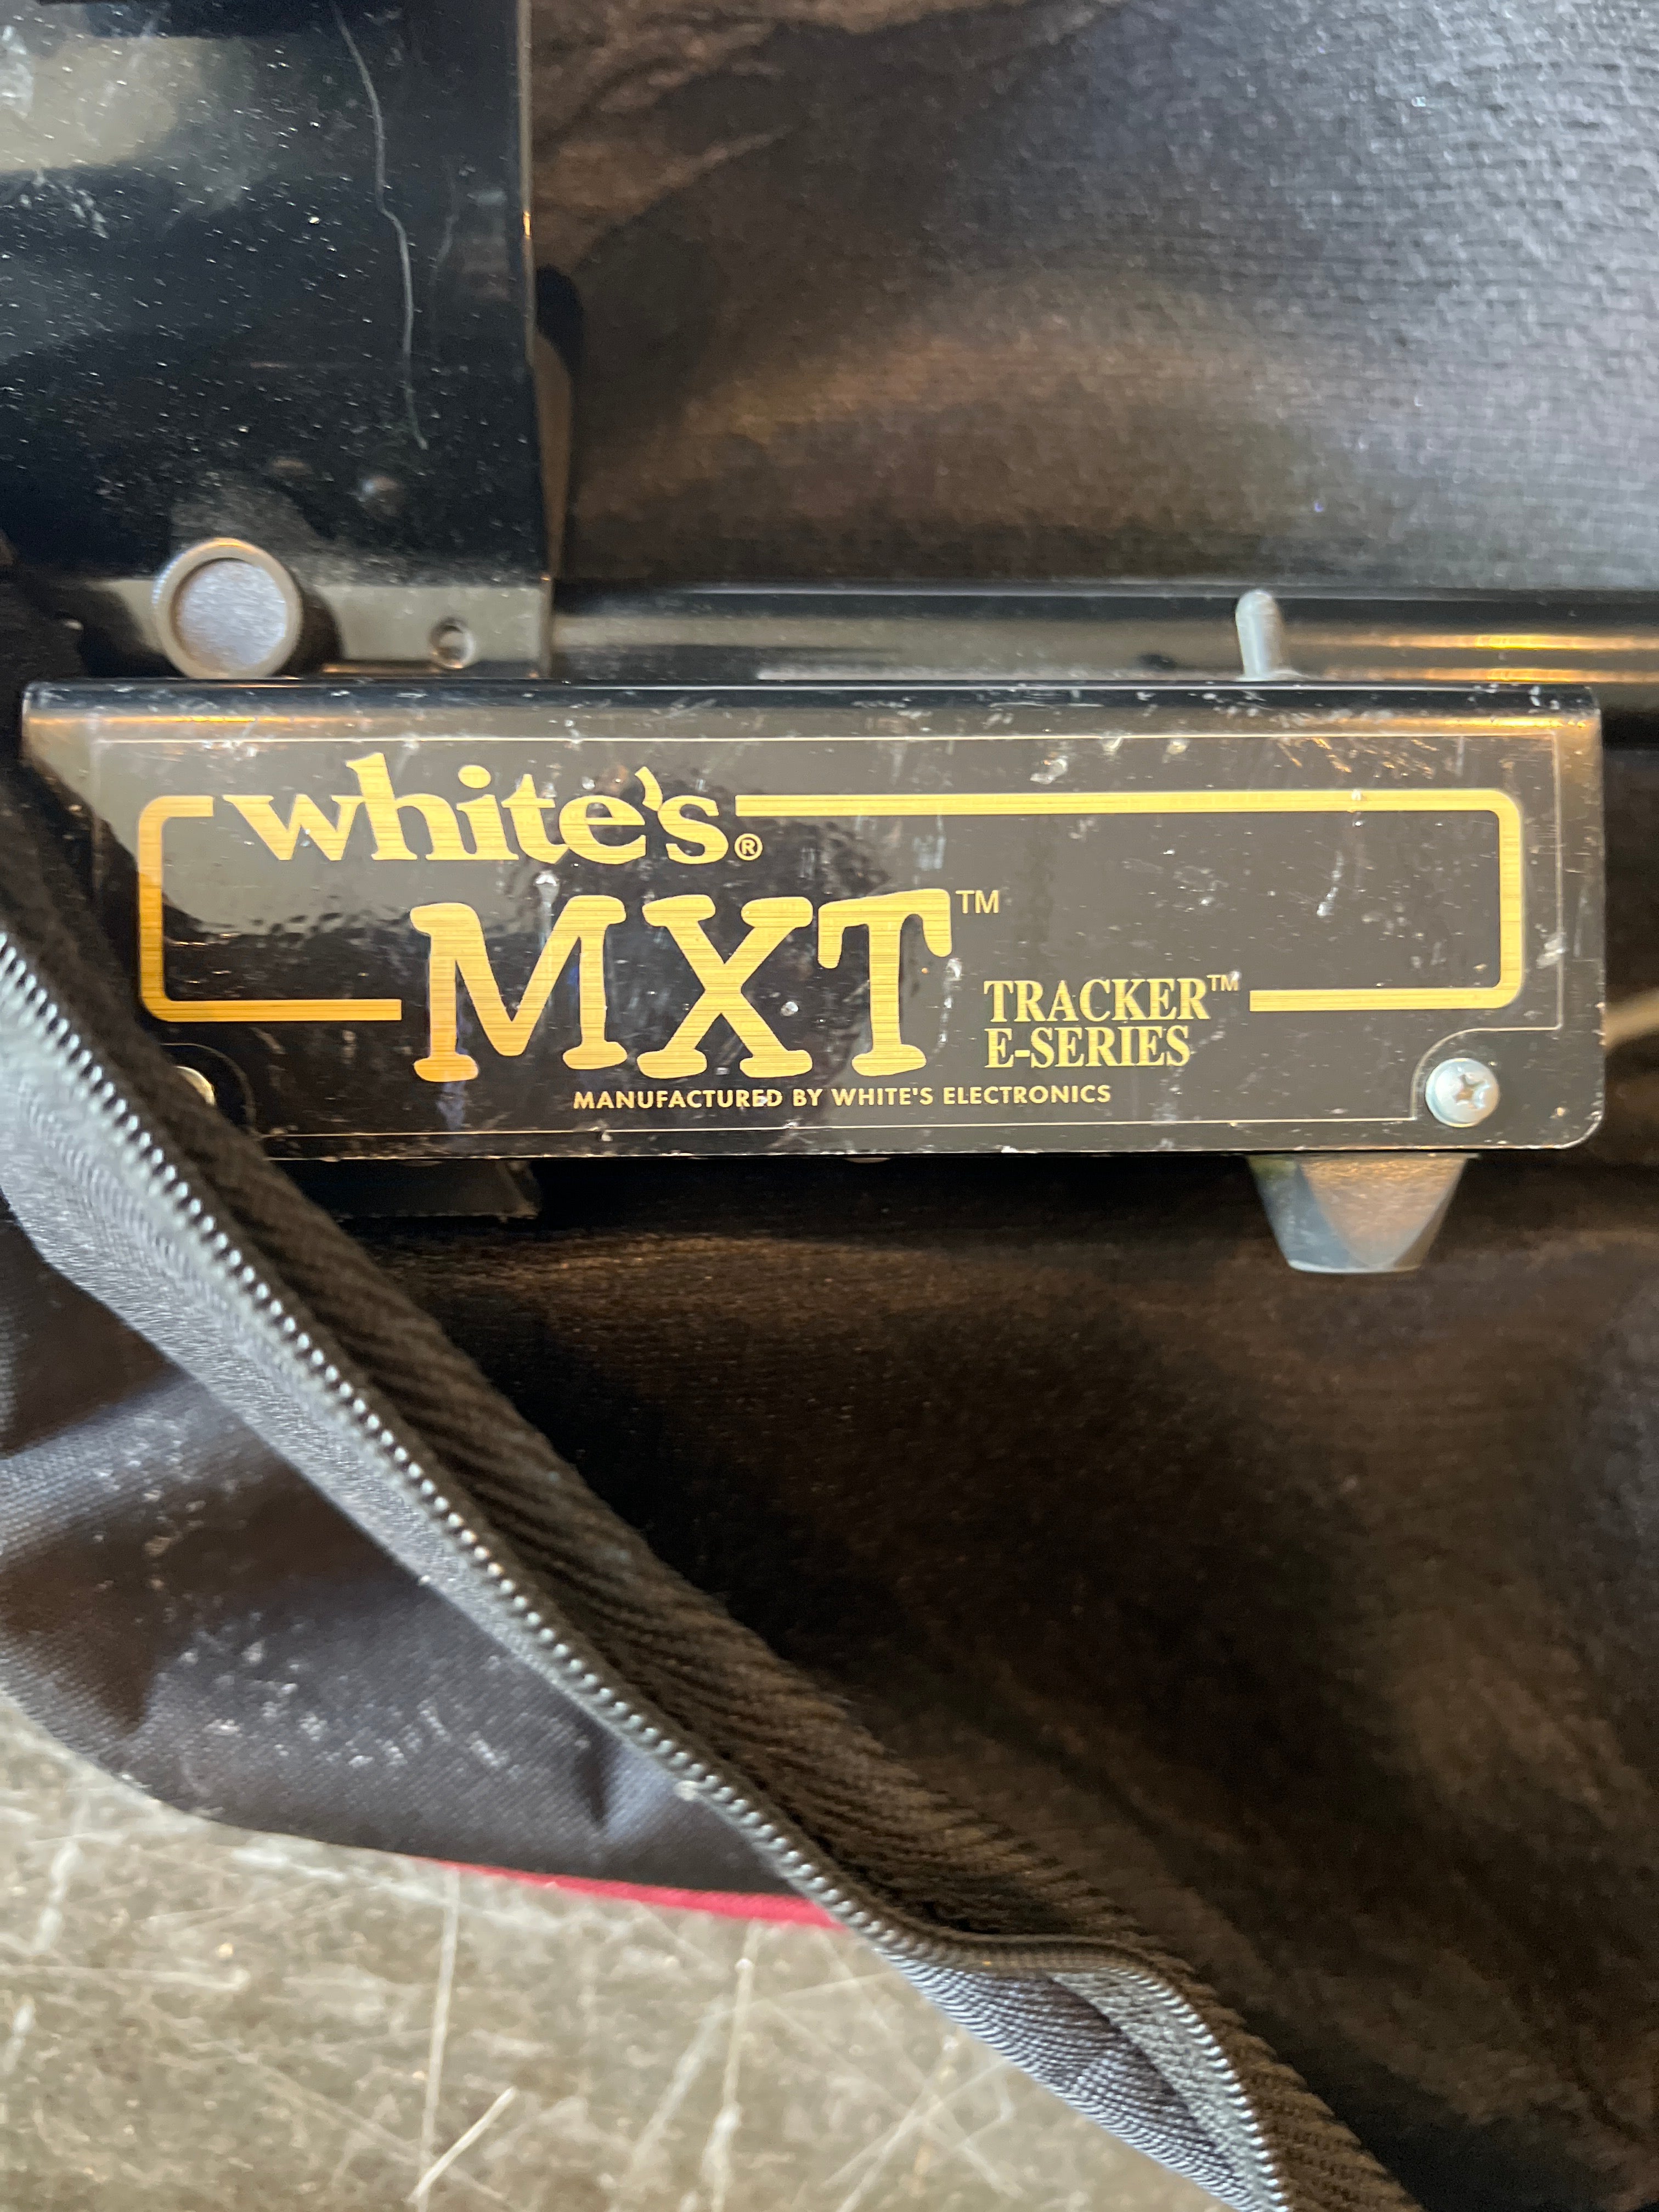 white's®
MXT™
TRACKER™
E-SERIES
MANUFACTURED BY WHITE'S ELECTRONICS